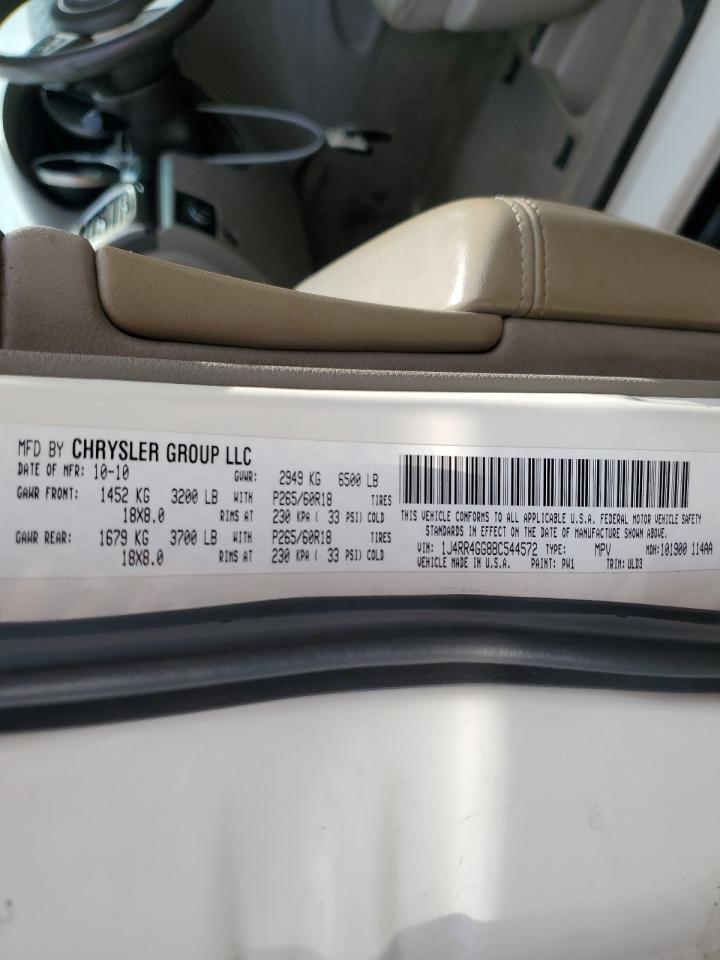 MFD BY CHRYSLER GROUP LLC
DATE OF MFR: 10-10 GVWR: 2949 KG 6500 LB
GAWR FRONT: 1452 KG 3200 LB WITH P265/60R18 TIRES
18X8.0 RIMS AT 230 KPA ( 33 PSI) COLD
GAWR REAR: 1679 KG 3700 LB WITH P265/60R18 TIRES
18X8.0 RIMS AT 230 KPA ( 33 PSI) COLD
THIS VEHICLE CONFORMS TO ALL APPLICABLE U.S.A. FEDERAL MOTOR VEHICLE SAFETY
STANDARDS IN EFFECT ON THE DATE OF MANUFACTURE SHOWN ABOVE.
VIN: 1J4RR4GG8BC544572 TYPE: MPV MDH:101900 114AA
VEHICLE MADE IN U.S.A. PAINT: PW1 TRIM: ULD3